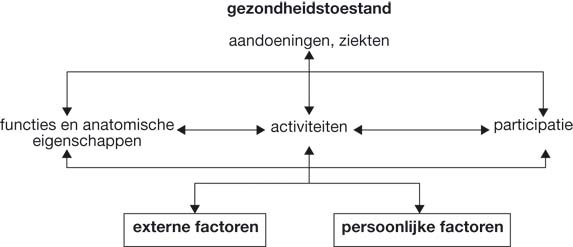 gezondheidstoestand
aandoeningen, ziekten
functies en anatomische
eigenschappen
activiteiten
participatie
externe factoren
persoonlijke factoren